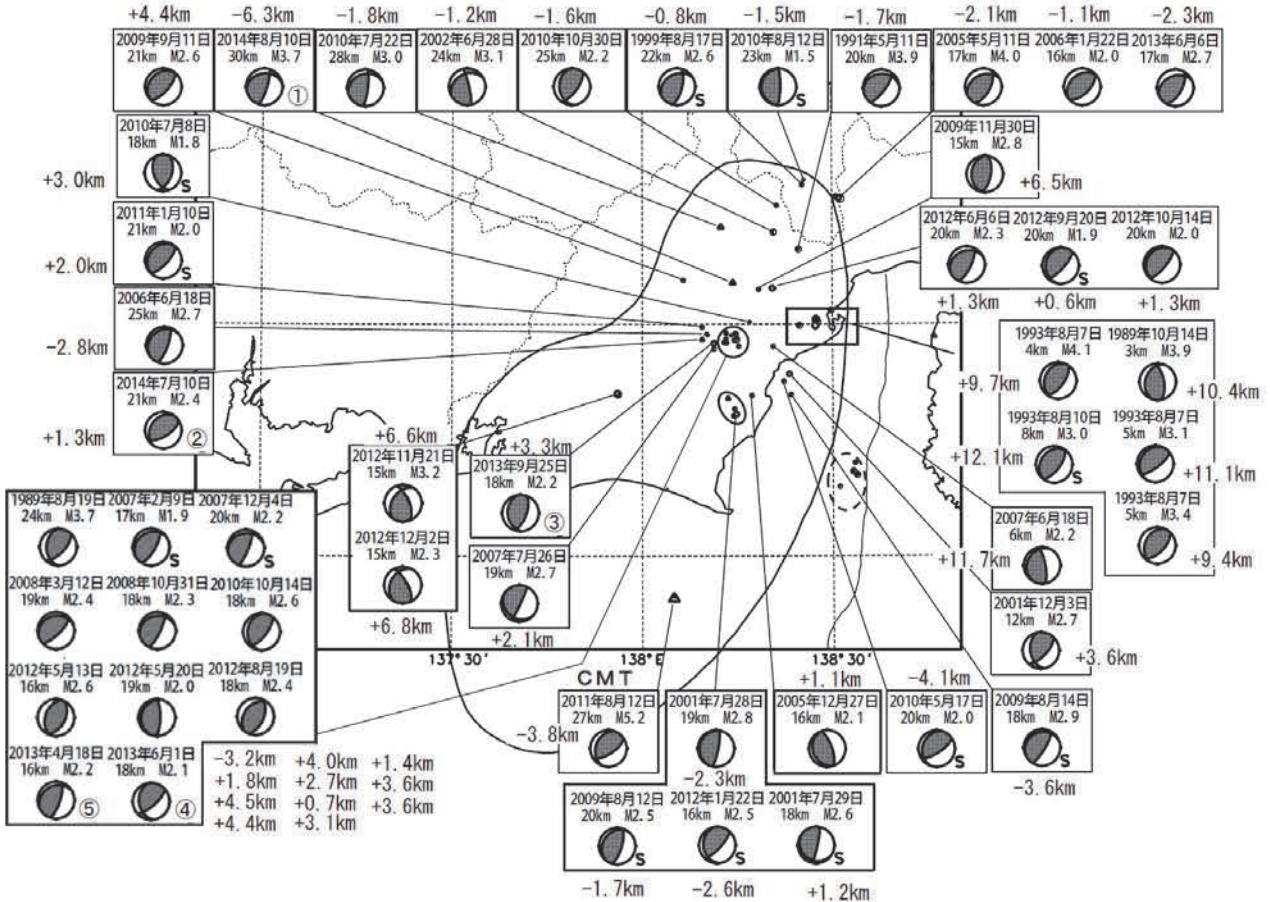 +4.4km -6.3km -1.8km -1.2km -1.6km -0.8km -1.5km -1.7km -2.1km -1.1km -2.3km
2009年9月11日 2014年8月10日 2010年7月22日 2002年6月28日 2010年10月30日 1999年8月17日 2010年8月12日 1991年5月11日 2005年5月11日 2006年1月22日 2013年6月6日
21km M2.6 30km M3.7 28km M3.0 24km M3.1 25km M2.2 22km M2.6 23km M1.5 20km M3.9 17km M4.0 16km M2.0 17km M2.7
① S S
2010年7月8日
18km M1.8
S
+3.0km
2009年11月30日
15km M2.8
+6.5km
2011年1月10日
21km M2.0
S
+2.0km
2012年6月6日 2012年9月20日 2012年10月14日
20km M2.3 20km M1.9 20km M2.0
S
+1.3km +0.6km +1.3km
2006年6月18日
25km M2.7
-2.8km
2014年7月10日
21km M2.4
②
+1.3km
1993年8月7日 1989年10月14日
4km M4.1 3km M3.9
+9.7km +10.4km
1993年8月10日 1993年8月7日
8km M3.0 5km M3.1
S
+12.1km +11.1km
1993年8月7日
5km M3.4
+9.4km
+6.6km
2012年11月21日
15km M3.2
2012年12月2日
15km M2.3
+6.8km
+3.3km
2013年9月25日
18km M2.2
③
2007年7月26日
19km M2.7
+2.1km
2007年6月18日
6km M2.2
+11.7km
2001年12月3日
12km M2.7
+3.6km
1989年8月19日 2007年2月9日 2007年12月4日
24km M3.7 17km M1.9 20km M2.2
S S
2008年3月12日 2008年10月31日 2010年10月14日
19km M2.4 18km M2.3 18km M2.6
2012年5月13日 2012年5月20日 2012年8月19日
16km M2.6 19km M2.0 18km M2.4
2013年4月18日 2013年6月1日
16km M2.2 18km M2.1
⑤ ④
-3.2km +4.0km +1.4km
+1.8km +2.7km +3.6km
+4.5km +0.7km +3.6km
+4.4km +3.1km
137°30′ 138°E 138°30′
CMT
2011年8月12日
27km M5.2
-3.8km
2001年7月28日
19km M2.8
-2.3km
+1.1km
2005年12月27日
16km M2.1
-4.1km
2010年5月17日
20km M2.0
S
2009年8月14日
18km M2.9
S
-3.6km
2009年8月12日 2012年1月22日 2001年7月29日
20km M2.5 16km M2.5 18km M2.6
S S S
-1.7km -2.6km +1.2km